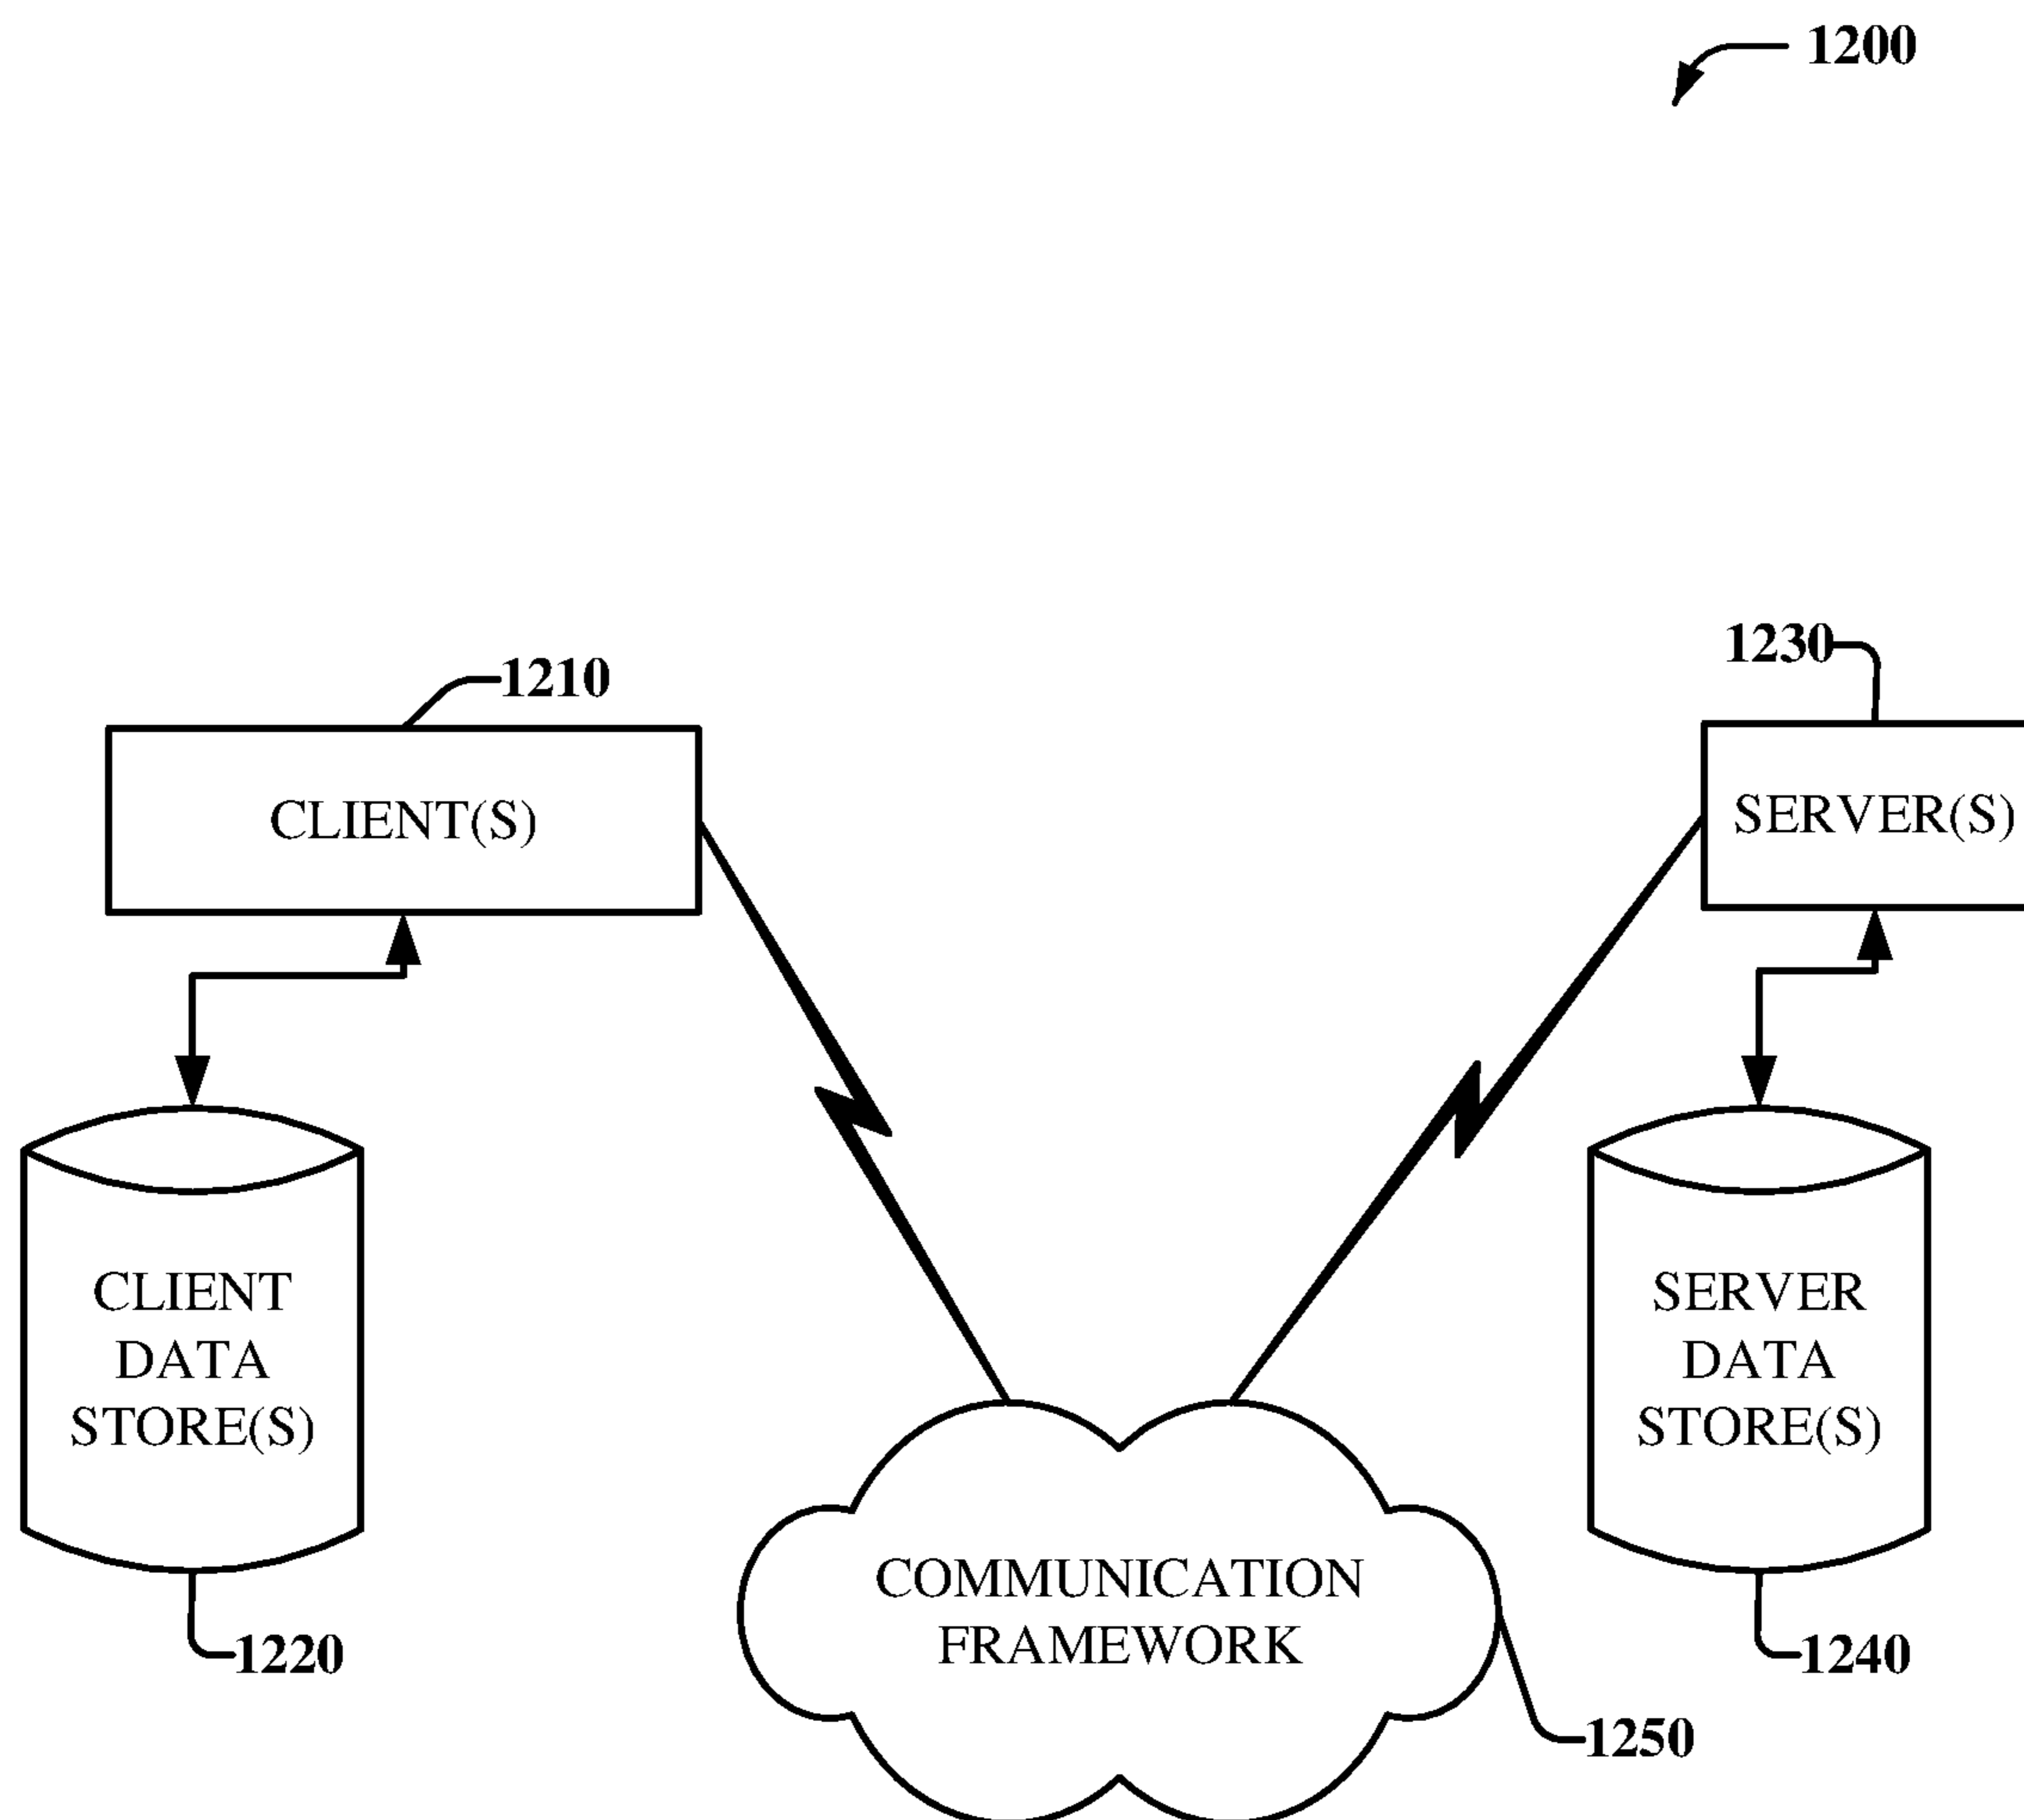 1200
1210
1230
CLIENT(S)
SERVER(S)
CLIENT
DATA
STORE(S)
SERVER
DATA
STORE(S)
COMMUNICATION
FRAMEWORK
1220
1240
1250